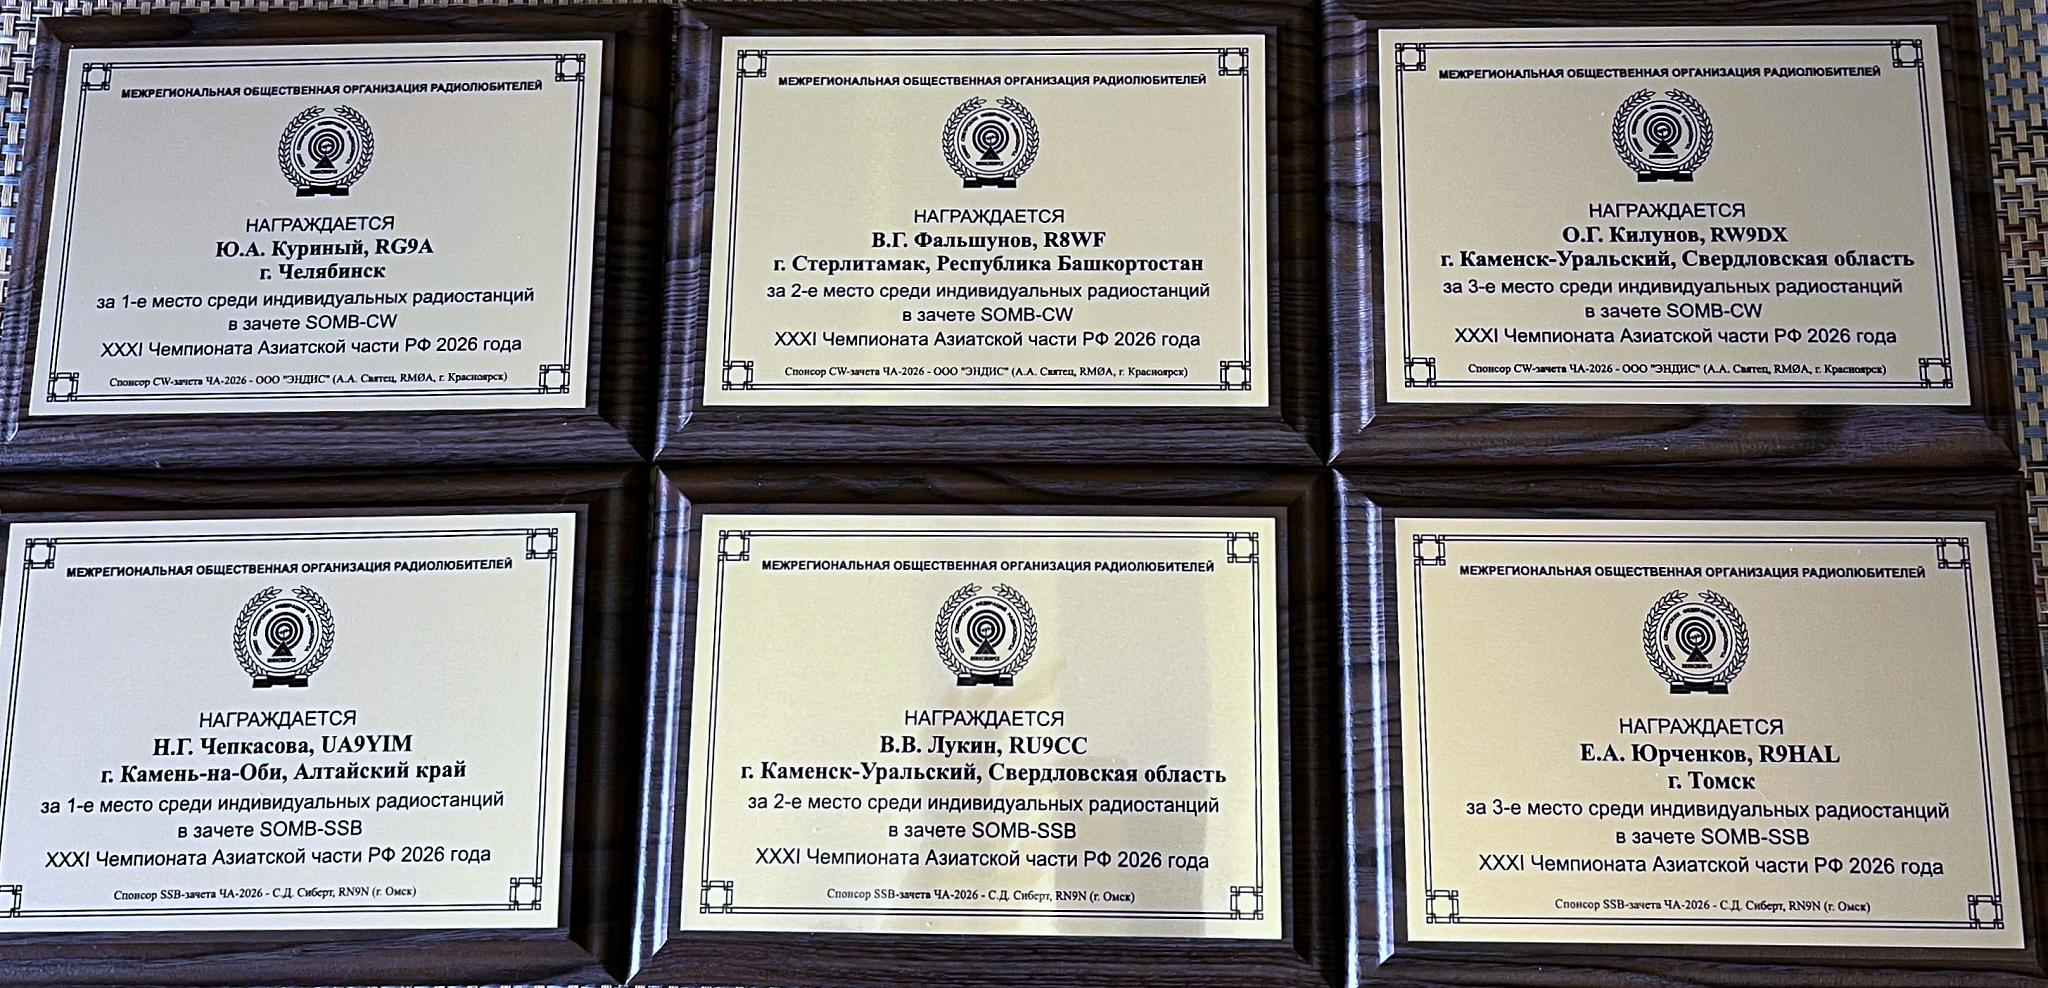 МЕЖРЕГИОНАЛЬНАЯ ОБЩЕСТВЕННАЯ ОРГАНИЗАЦИЯ РАДИОЛЮБИТЕЛЕЙ
НОВОСИБИРСК
НАГРАЖДАЕТСЯ
Ю.А. Куриный, RG9A
г. Челябинск
за 1-е место среди индивидуальных радиостанций
в зачете SOMB-CW
XXXI Чемпионата Азиатской части РФ 2026 года
Спонсор CW-зачета ЧА-2026 - ООО "ЭНДИС" (А.А. Святец, RMØA, г. Красноярск)
МЕЖРЕГИОНАЛЬНАЯ ОБЩЕСТВЕННАЯ ОРГАНИЗАЦИЯ РАДИОЛЮБИТЕЛЕЙ
НОВОСИБИРСК
НАГРАЖДАЕТСЯ
В.Г. Фальшунов, R8WF
г. Стерлитамак, Республика Башкортостан
за 2-е место среди индивидуальных радиостанций
в зачете SOMB-CW
XXXI Чемпионата Азиатской части РФ 2026 года
Спонсор CW-зачета ЧА-2026 - ООО "ЭНДИС" (А.А. Святец, RMØA, г. Красноярск)
МЕЖРЕГИОНАЛЬНАЯ ОБЩЕСТВЕННАЯ ОРГАНИЗАЦИЯ РАДИОЛЮБИТЕЛЕЙ
НОВОСИБИРСК
НАГРАЖДАЕТСЯ
О.Г. Килунов, RW9DX
г. Каменск-Уральский, Свердловская область
за 3-е место среди индивидуальных радиостанций
в зачете SOMB-CW
XXXI Чемпионата Азиатской части РФ 2026 года
Спонсор CW-зачета ЧА-2026 - ООО "ЭНДИС" (А.А. Святец, RMØA, г. Красноярск)
МЕЖРЕГИОНАЛЬНАЯ ОБЩЕСТВЕННАЯ ОРГАНИЗАЦИЯ РАДИОЛЮБИТЕЛЕЙ
НОВОСИБИРСК
НАГРАЖДАЕТСЯ
Н.Г. Чепкасова, UA9YIM
г. Камень-на-Оби, Алтайский край
за 1-е место среди индивидуальных радиостанций
в зачете SOMB-SSB
XXXI Чемпионата Азиатской части РФ 2026 года
Спонсор SSB-зачета ЧА-2026 - С.Д. Сиберт, RN9N (г. Омск)
МЕЖРЕГИОНАЛЬНАЯ ОБЩЕСТВЕННАЯ ОРГАНИЗАЦИЯ РАДИОЛЮБИТЕЛЕЙ
НОВОСИБИРСК
НАГРАЖДАЕТСЯ
В.В. Лукин, RU9CC
г. Каменск-Уральский, Свердловская область
за 2-е место среди индивидуальных радиостанций
в зачете SOMB-SSB
XXXI Чемпионата Азиатской части РФ 2026 года
Спонсор SSB-зачета ЧА-2026 - С.Д. Сиберт, RN9N (г. Омск)
МЕЖРЕГИОНАЛЬНАЯ ОБЩЕСТВЕННАЯ ОРГАНИЗАЦИЯ РАДИОЛЮБИТЕЛЕЙ
НОВОСИБИРСК
НАГРАЖДАЕТСЯ
Е.А. Юрченков, R9HAL
г. Томск
за 3-е место среди индивидуальных радиостанций
в зачете SOMB-SSB
XXXI Чемпионата Азиатской части РФ 2026 года
Спонсор SSB-зачета ЧА-2026 - С.Д. Сиберт, RN9N (г. Омск)